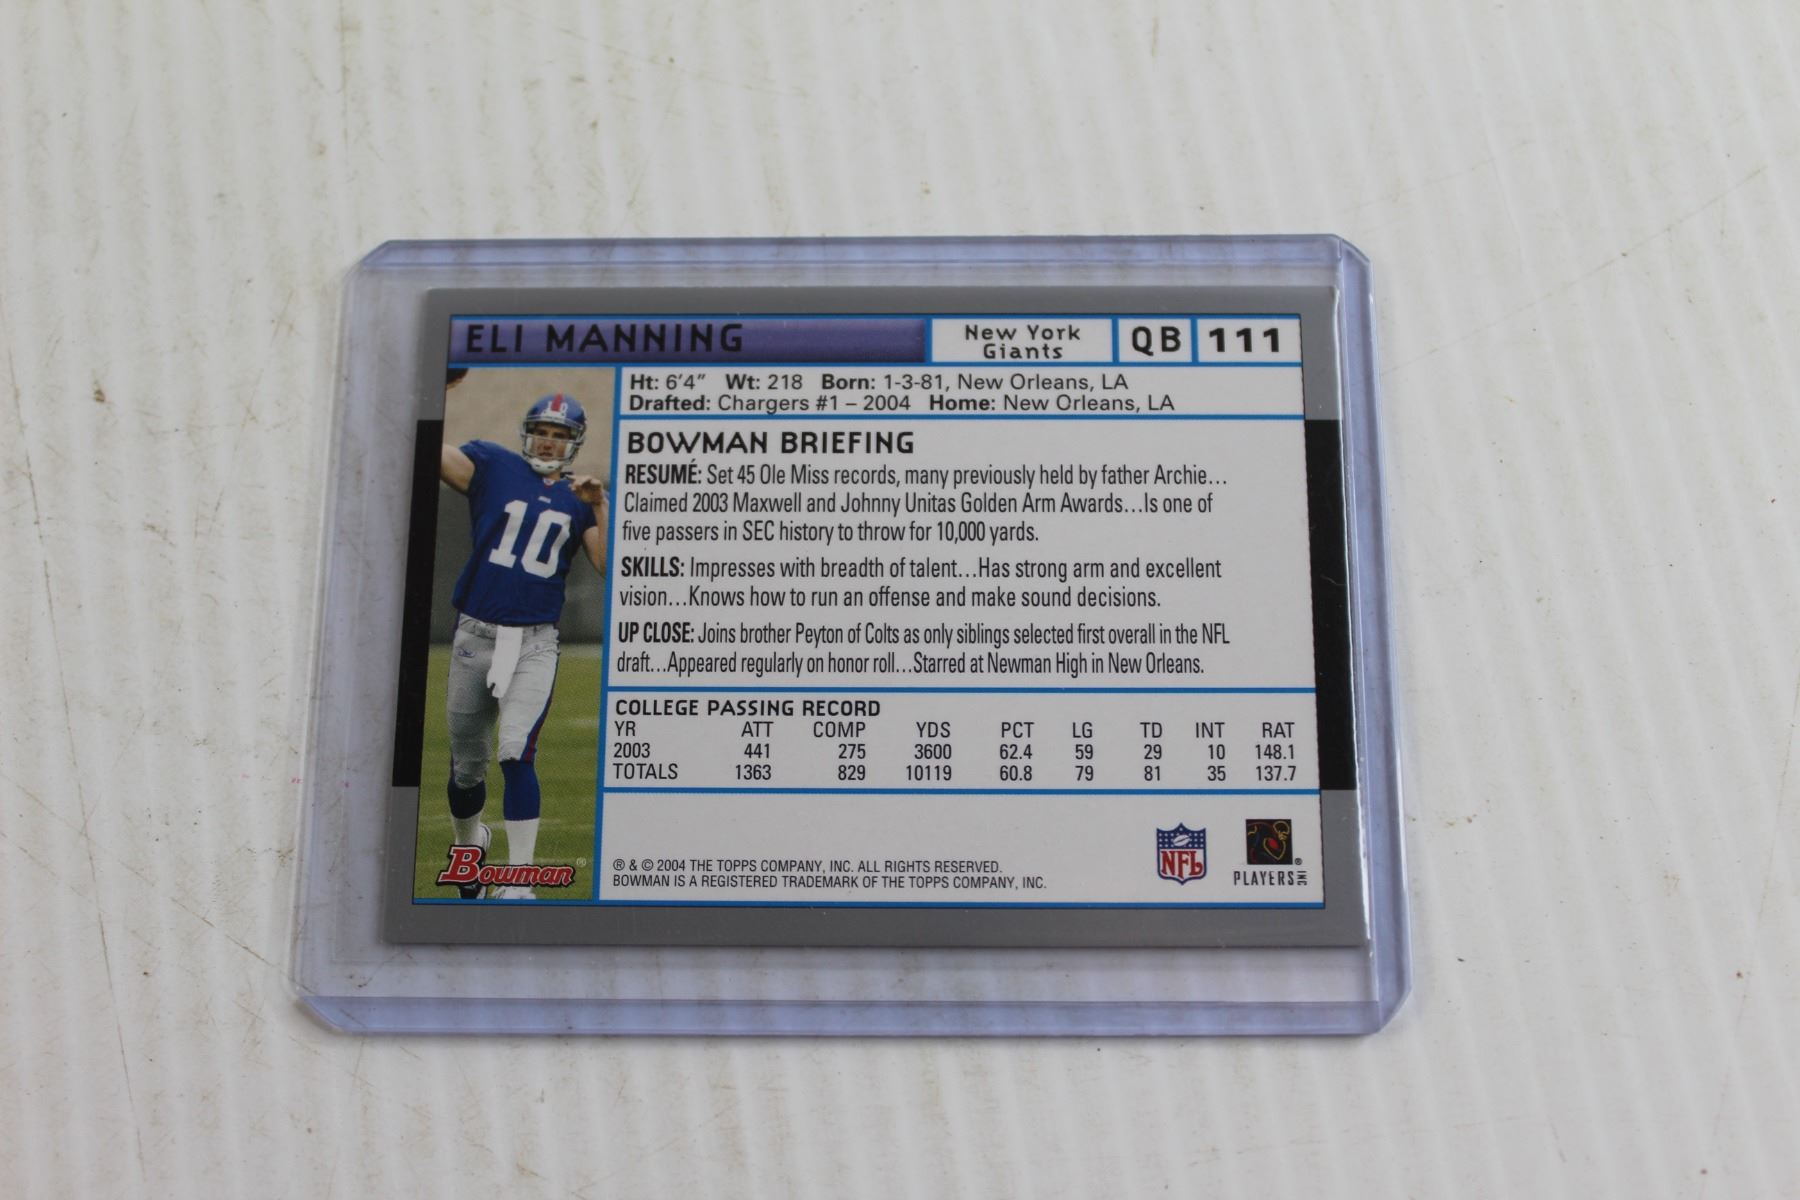 ELI MANNING
New York
Giants
QB
111
Ht: 6'4" Wt: 218 Born: 1-3-81, New Orleans, LA
Drafted: Chargers #1 – 2004 Home: New Orleans, LA
BOWMAN BRIEFING
RESUMÉ: Set 45 Ole Miss records, many previously held by father Archie...
Claimed 2003 Maxwell and Johnny Unitas Golden Arm Awards...Is one of
five passers in SEC history to throw for 10,000 yards.
SKILLS: Impresses with breadth of talent...Has strong arm and excellent
vision...Knows how to run an offense and make sound decisions.
UP CLOSE: Joins brother Peyton of Colts as only siblings selected first overall in the NFL
draft...Appeared regularly on honor roll...Starred at Newman High in New Orleans.
COLLEGE PASSING RECORD
YR ATT COMP YDS PCT LG TD INT RAT
2003 441 275 3600 62.4 59 29 10 148.1
TOTALS 1363 829 10119 60.8 79 81 35 137.7
10
10
Bowman®
® & © 2004 THE TOPPS COMPANY, INC. ALL RIGHTS RESERVED.
BOWMAN IS A REGISTERED TRADEMARK OF THE TOPPS COMPANY, INC.
NFL
PLAYERS INC ®